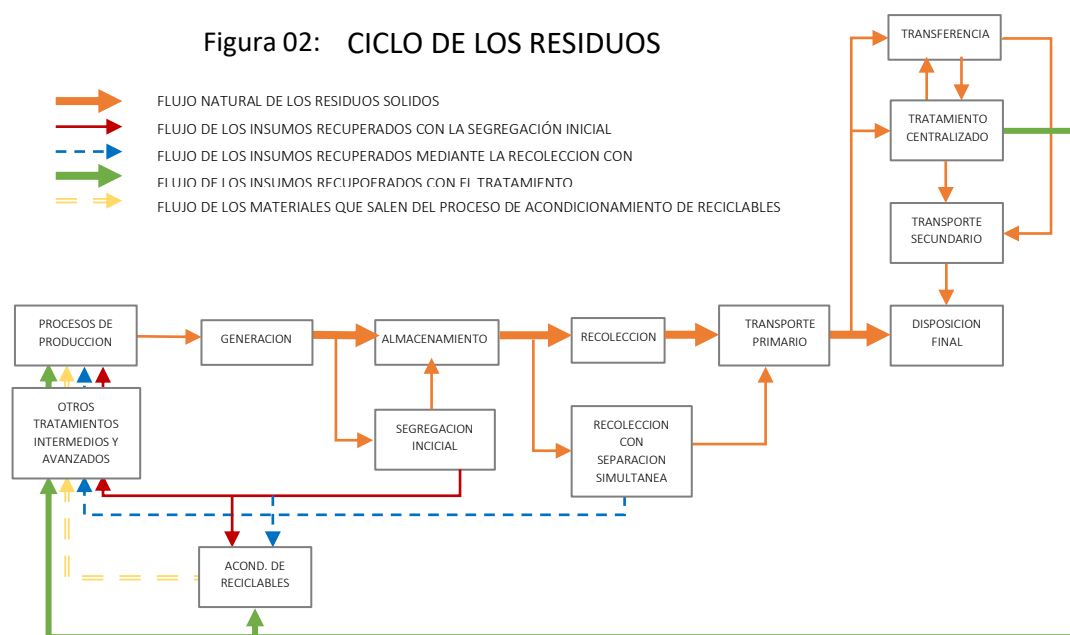 Figura 02: CICLO DE LOS RESIDUOS
FLUJO NATURAL DE LOS RESIDUOS SOLIDOS
FLUJO DE LOS INSUMOS RECUPERADOS CON LA SEGREGACIÓN INICIAL
FLUJO DE LOS INSUMOS RECUPERADOS MEDIANTE LA RECOLECCION CON
FLUJO DE LOS INSUMOS RECUPOERADOS CON EL TRATAMIENTO
FLUJO DE LOS MATERIALES QUE SALEN DEL PROCESO DE ACONDICIONAMIENTO DE RECICLABLES
TRANSFERENCIA
TRATAMIENTO
CENTRALIZADO
TRANSPORTE
SECUNDARIO
PROCESOS DE
PRODUCCION
GENERACION
ALMACENAMIENTO
RECOLECCION
TRANSPORTE
PRIMARIO
DISPOSICION
FINAL
OTROS
TRATAMIENTOS
INTERMEDIOS Y
AVANZADOS
SEGREGACION
INCICIAL
RECOLECCION
CON
SEPARACION
SIMULTANEA
ACOND. DE
RECICLABLES